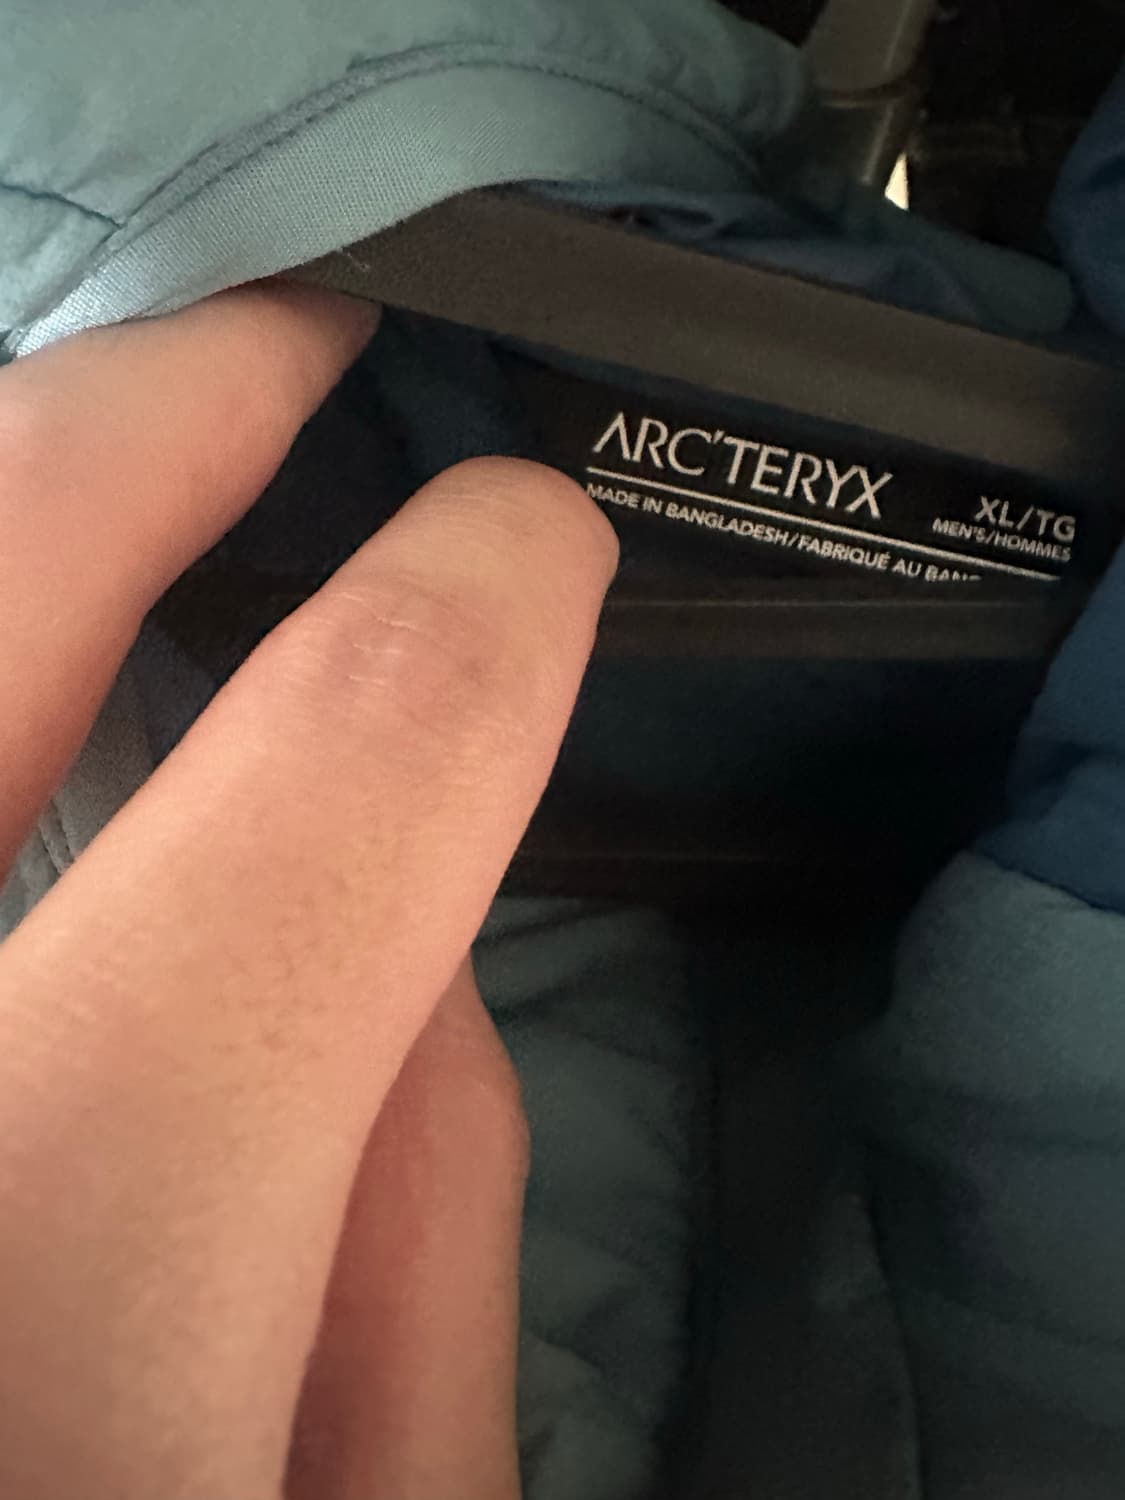 ARC'TERYX
XL/TG
MEN'S/HOMMES
MADE IN BANGLADESH/FABRIQUÉ AU